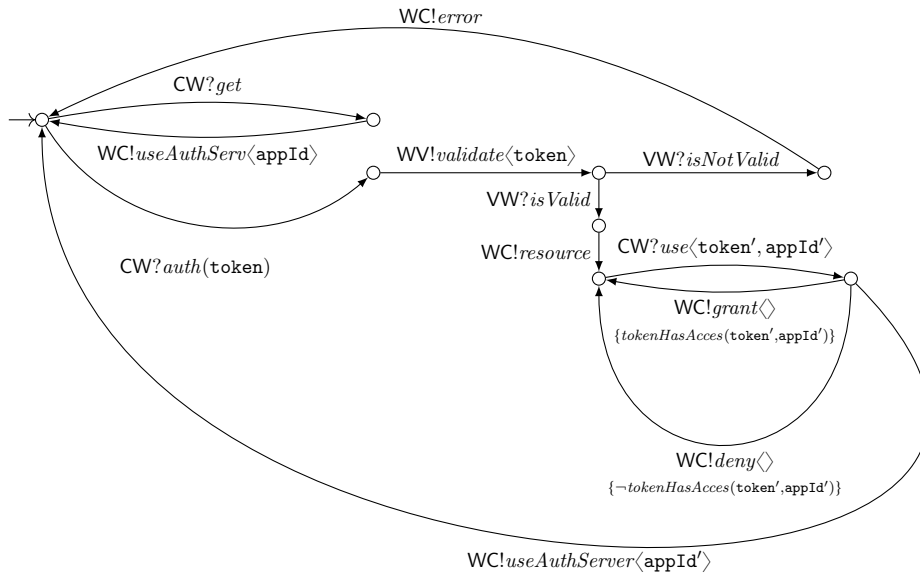 WC!error
CW?get
WC!useAuthServ⟨appId⟩
WV!validate⟨token⟩
VW?isNotValid
VW?isValid
CW?auth(token)
WC!resource
CW?use⟨token′, appId′⟩
WC!grant⟨⟩
{tokenHasAcces(token′,appId′)}
WC!deny⟨⟩
{¬tokenHasAcces(token′,appId′)}
WC!useAuthServer⟨appId′⟩